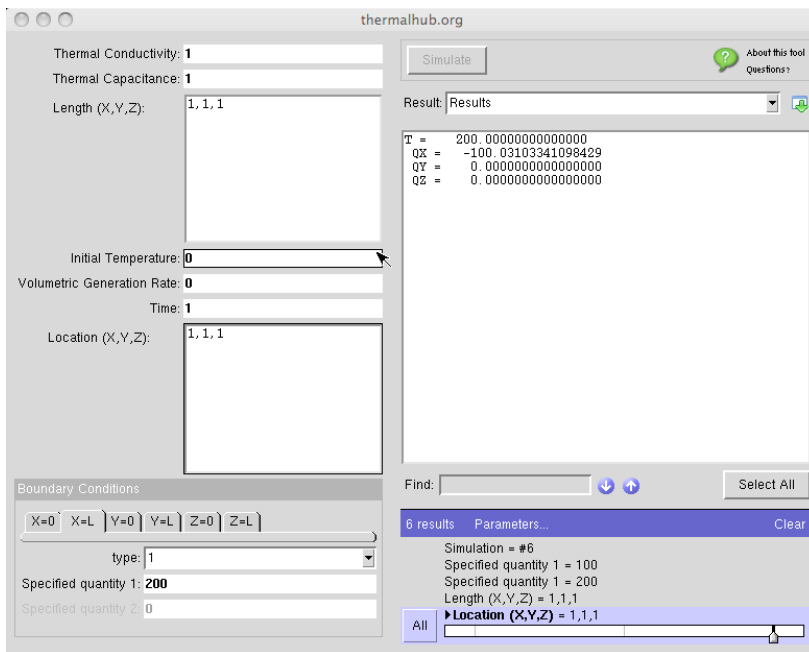 thermalhub.org
Thermal Conductivity: 1
Thermal Capacitance: 1
Length (X,Y,Z): 1,1,1
Initial Temperature: 0
Volumetric Generation Rate: 0
Time: 1
Location (X,Y,Z): 1,1,1
Boundary Conditions
X=0 X=L Y=0 Y=L Z=0 Z=L
type: 1
Specified quantity 1: 200
Specified quantity 2: 0
Simulate
About this tool
Questions?
Result: Results
T = 200.00000000000000
QX = -100.03103341098429
QY = 0.0000000000000000
QZ = 0.0000000000000000
Find:
Select All
6 results Parameters... Clear
Simulation = #6
Specified quantity 1 = 100
Specified quantity 1 = 200
Length (X,Y,Z) = 1,1,1
All
Location (X,Y,Z) = 1,1,1